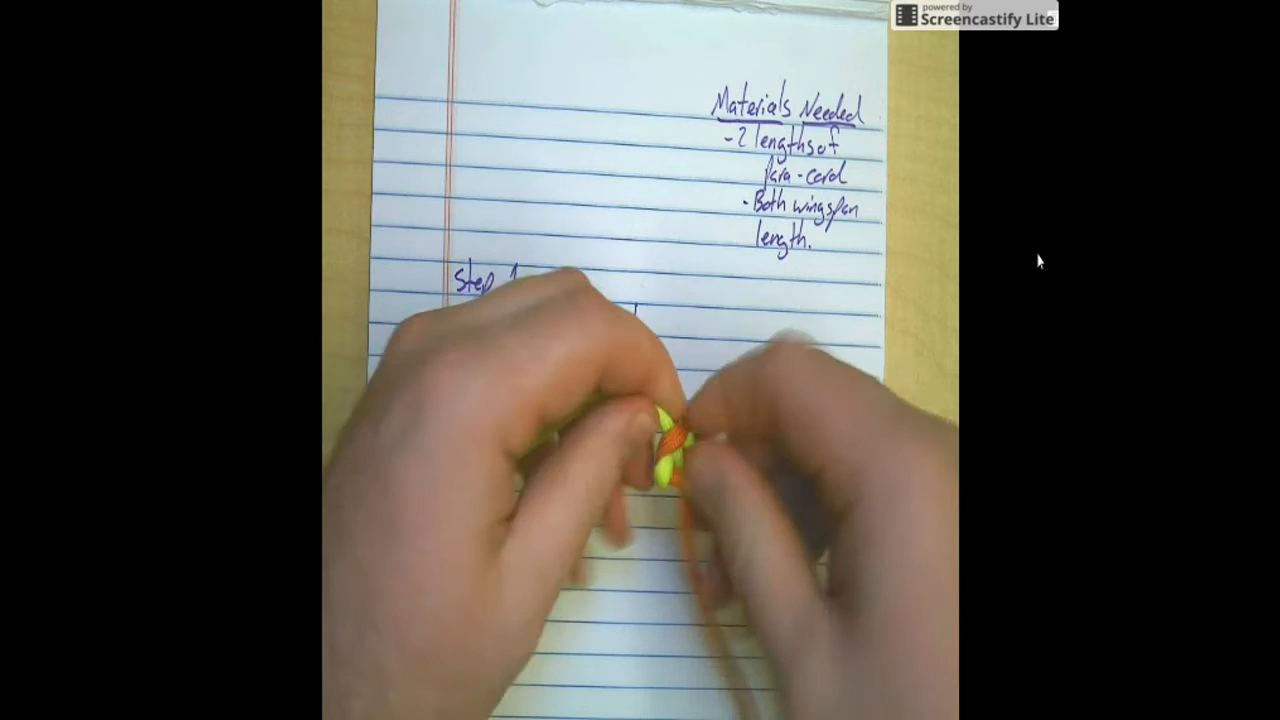 powered by
Screencastify Lite
Materials Needed
- 2 lengths of
Para-cord
- Both wingspan
length.
Step 1